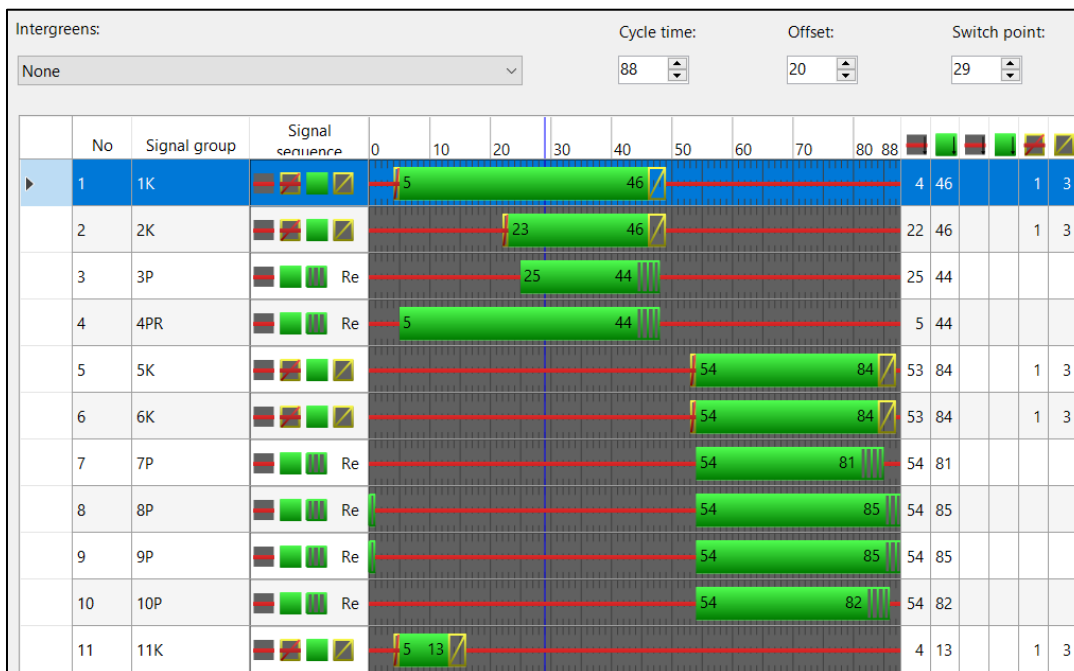 Intergreens: Cycle time: Offset: Switch point:
None 88 20 29
No Signal group Signal sequence 0 10 20 30 40 50 60 70 80 88
1 1K 5 46 4 46 1 3
2 2K 23 46 22 46 1 3
3 3P Re 25 44 25 44
4 4PR Re 5 44 5 44
5 5K 54 84 53 84 1 3
6 6K 54 84 53 84 1 3
7 7P Re 54 81 54 81
8 8P Re 54 85 54 85
9 9P Re 54 85 54 85
10 10P Re 54 82 54 82
11 11K 5 13 4 13 1 3